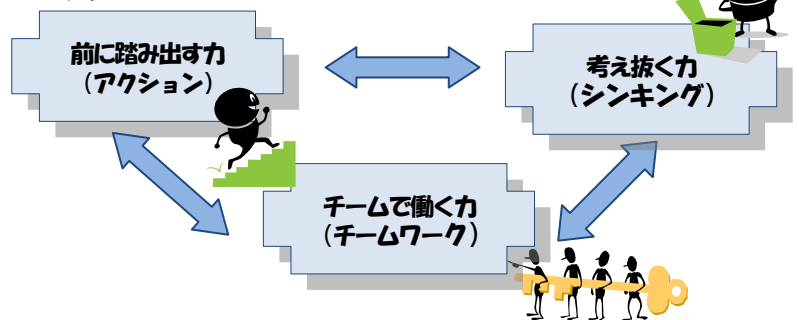 前に踏み出す力
(アクション)
考え抜く力
(シンキング)
チームで働く力
(チームワーク)